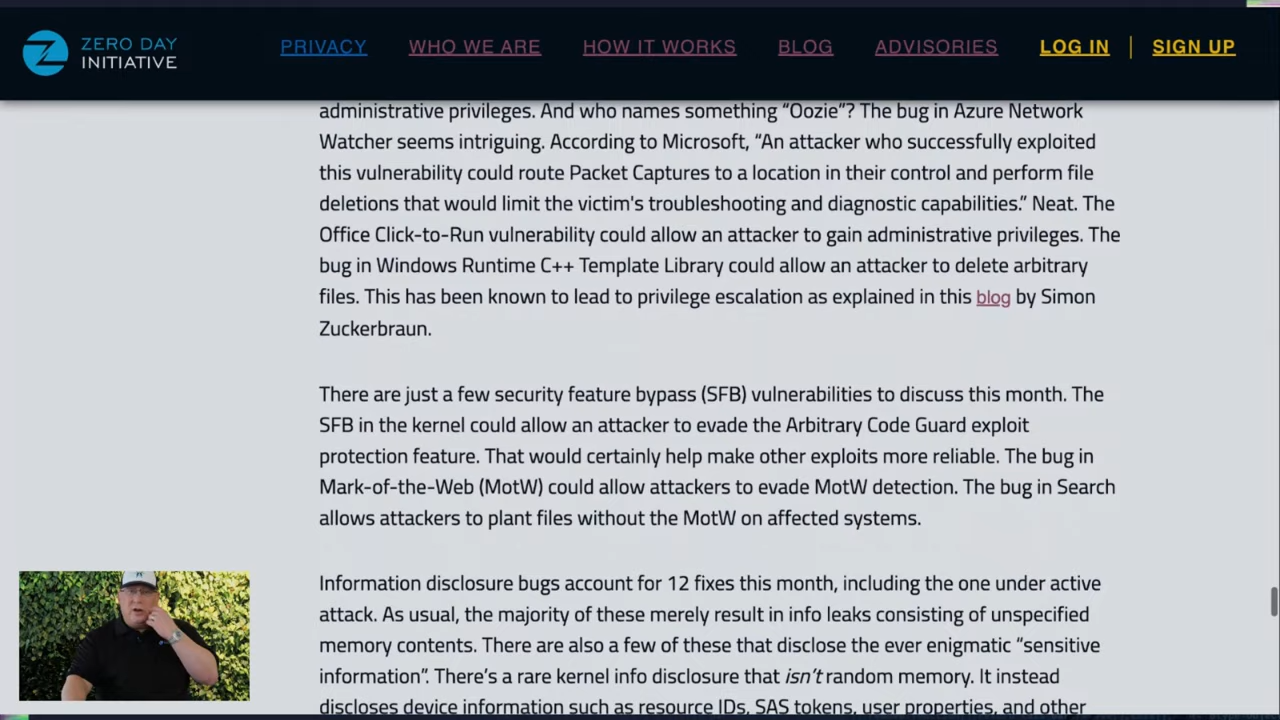 ZERO DAY
INITIATIVE
PRIVACY
WHO WE ARE
HOW IT WORKS
BLOG
ADVISORIES
LOG IN | SIGN UP
administrative privileges. And who names something “Oozie”? The bug in Azure Network
Watcher seems intriguing. According to Microsoft, “An attacker who successfully exploited
this vulnerability could route Packet Captures to a location in their control and perform file
deletions that would limit the victim's troubleshooting and diagnostic capabilities.” Neat. The
Office Click-to-Run vulnerability could allow an attacker to gain administrative privileges. The
bug in Windows Runtime C++ Template Library could allow an attacker to delete arbitrary
files. This has been known to lead to privilege escalation as explained in this blog by Simon
Zuckerbraun.
There are just a few security feature bypass (SFB) vulnerabilities to discuss this month. The
SFB in the kernel could allow an attacker to evade the Arbitrary Code Guard exploit
protection feature. That would certainly help make other exploits more reliable. The bug in
Mark-of-the-Web (MotW) could allow attackers to evade MotW detection. The bug in Search
allows attackers to plant files without the MotW on affected systems.
Information disclosure bugs account for 12 fixes this month, including the one under active
attack. As usual, the majority of these merely result in info leaks consisting of unspecified
memory contents. There are also a few of these that disclose the ever enigmatic “sensitive
information”. There’s a rare kernel info disclosure that isn’t random memory. It instead
discloses device information such as resource IDs, SAS tokens, user properties, and other